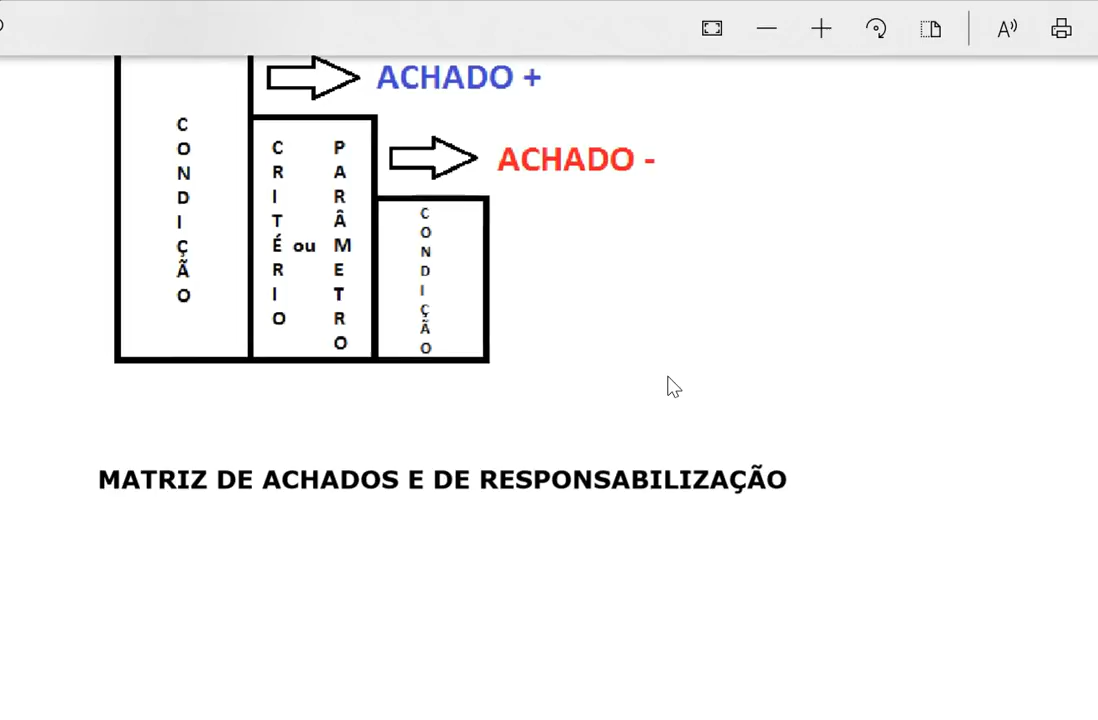 ACHADO +
ACHADO -
CONDIÇÃO
CRITÉRIO ou PARÂMETRO
CONDIÇÃO
MATRIZ DE ACHADOS E DE RESPONSABILIZAÇÃO